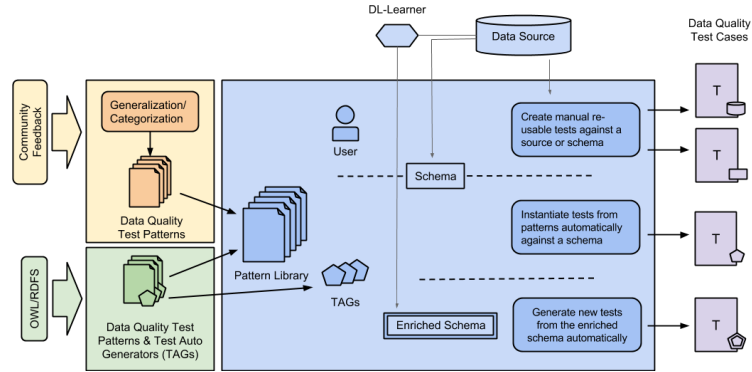 DL-Learner
Data Source
Data Quality
Test Cases
Community
Feedback
Generalization/
Categorization
Data Quality
Test Patterns
User
Schema
Create manual re-
usable tests against a
source or schema
T
T
Pattern Library
Instantiate tests from
patterns automatically
against a schema
T
OWL/RDFS
Data Quality Test
Patterns & Test Auto
Generators (TAGs)
TAGs
Enriched Schema
Generate new tests
from the enriched
schema automatically
T